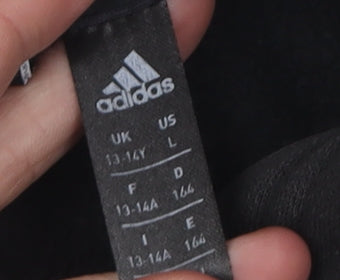 adidas
UK US
13-14Y L
F D
13-14A 164
I E
13-14A 164